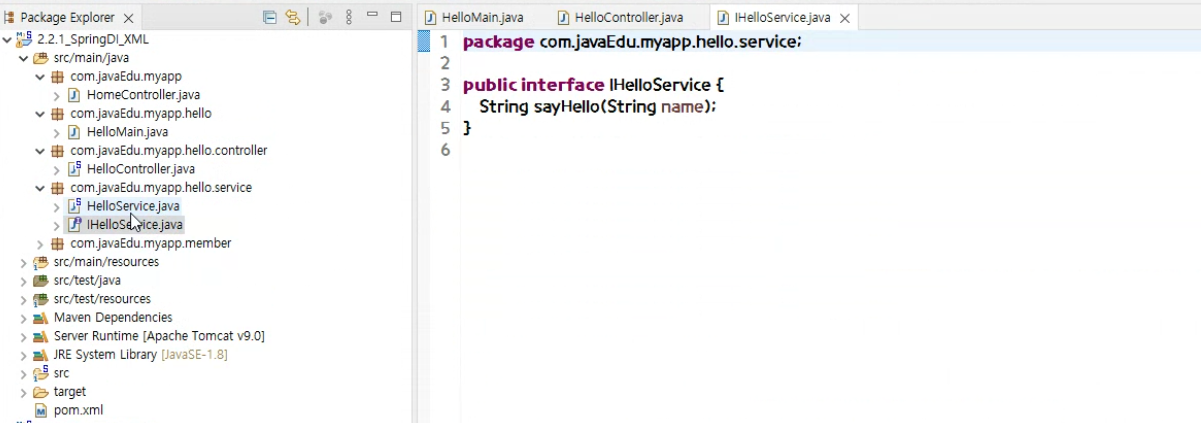 Package Explorer
2.2.1_SpringDI_XML
src/main/java
com.javaEdu.myapp
HomeController.java
com.javaEdu.myapp.hello
HelloMain.java
com.javaEdu.myapp.hello.controller
HelloController.java
com.javaEdu.myapp.hello.service
HelloService.java
IHelloService.java
com.javaEdu.myapp.member
src/main/resources
src/test/java
src/test/resources
Maven Dependencies
Server Runtime [Apache Tomcat v9.0]
JRE System Library [JavaSE-1.8]
src
target
pom.xml
HelloMain.java HelloController.java IHelloService.java
1 package com.javaEdu.myapp.hello.service;
2
3 public interface IHelloService {
4 String sayHello(String name);
5 }
6